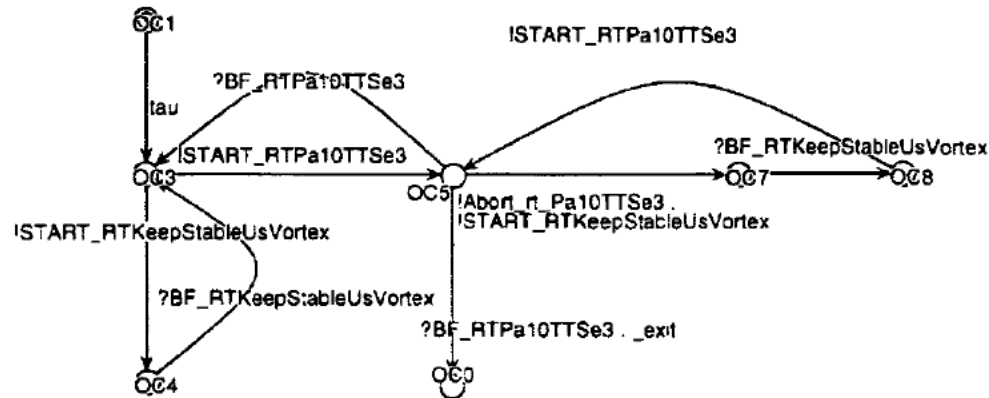 OC1
!START_RTPa10TTSe3
?BF_RTPa10TTSe3
tau
!START_RTPa10TTSe3
?BF_RTKeepStableUsVortex
OC3
OC5
OC7
OC8
!Abort_rt_Pa10TTSe3 .
!START_RTKeepStableUsVortex
!START_RTKeepStableUsVortex
?BF_RTKeepStableUsVortex
?BF_RTPa10TTSe3 . _exit
OC4
OC0